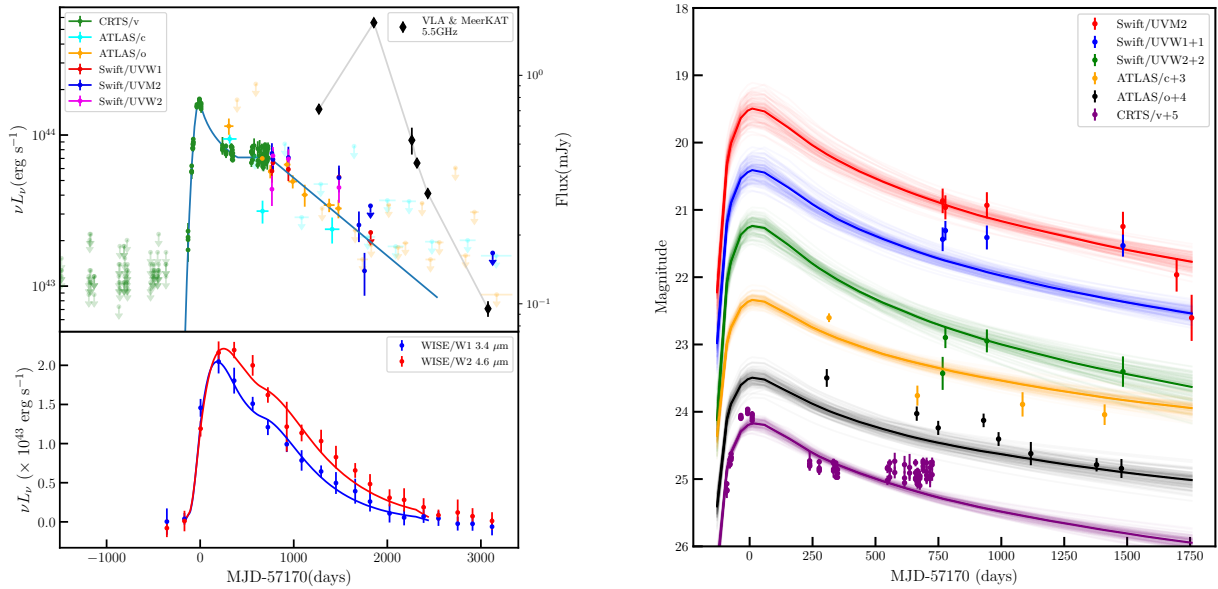 CRTS/v
ATLAS/c
ATLAS/o
Swift/UVW1
Swift/UVM2
Swift/UVW2
VLA & MeerKAT
5.5GHz
10^44
10^43
νL_ν(erg s⁻¹)
10^0
10^−1
Flux(mJy)
WISE/W1 3.4 μm
WISE/W2 4.6 μm
2.0
1.5
1.0
0.5
0.0
νL_ν (× 10^43 erg s⁻¹)
−1000
0
1000
2000
3000
MJD-57170(days)
Swift/UVM2
Swift/UVW1+1
Swift/UVW2+2
ATLAS/c+3
ATLAS/o+4
CRTS/v+5
18
19
20
21
22
23
24
25
26
Magnitude
0
250
500
750
1000
1250
1500
1750
MJD-57170 (days)